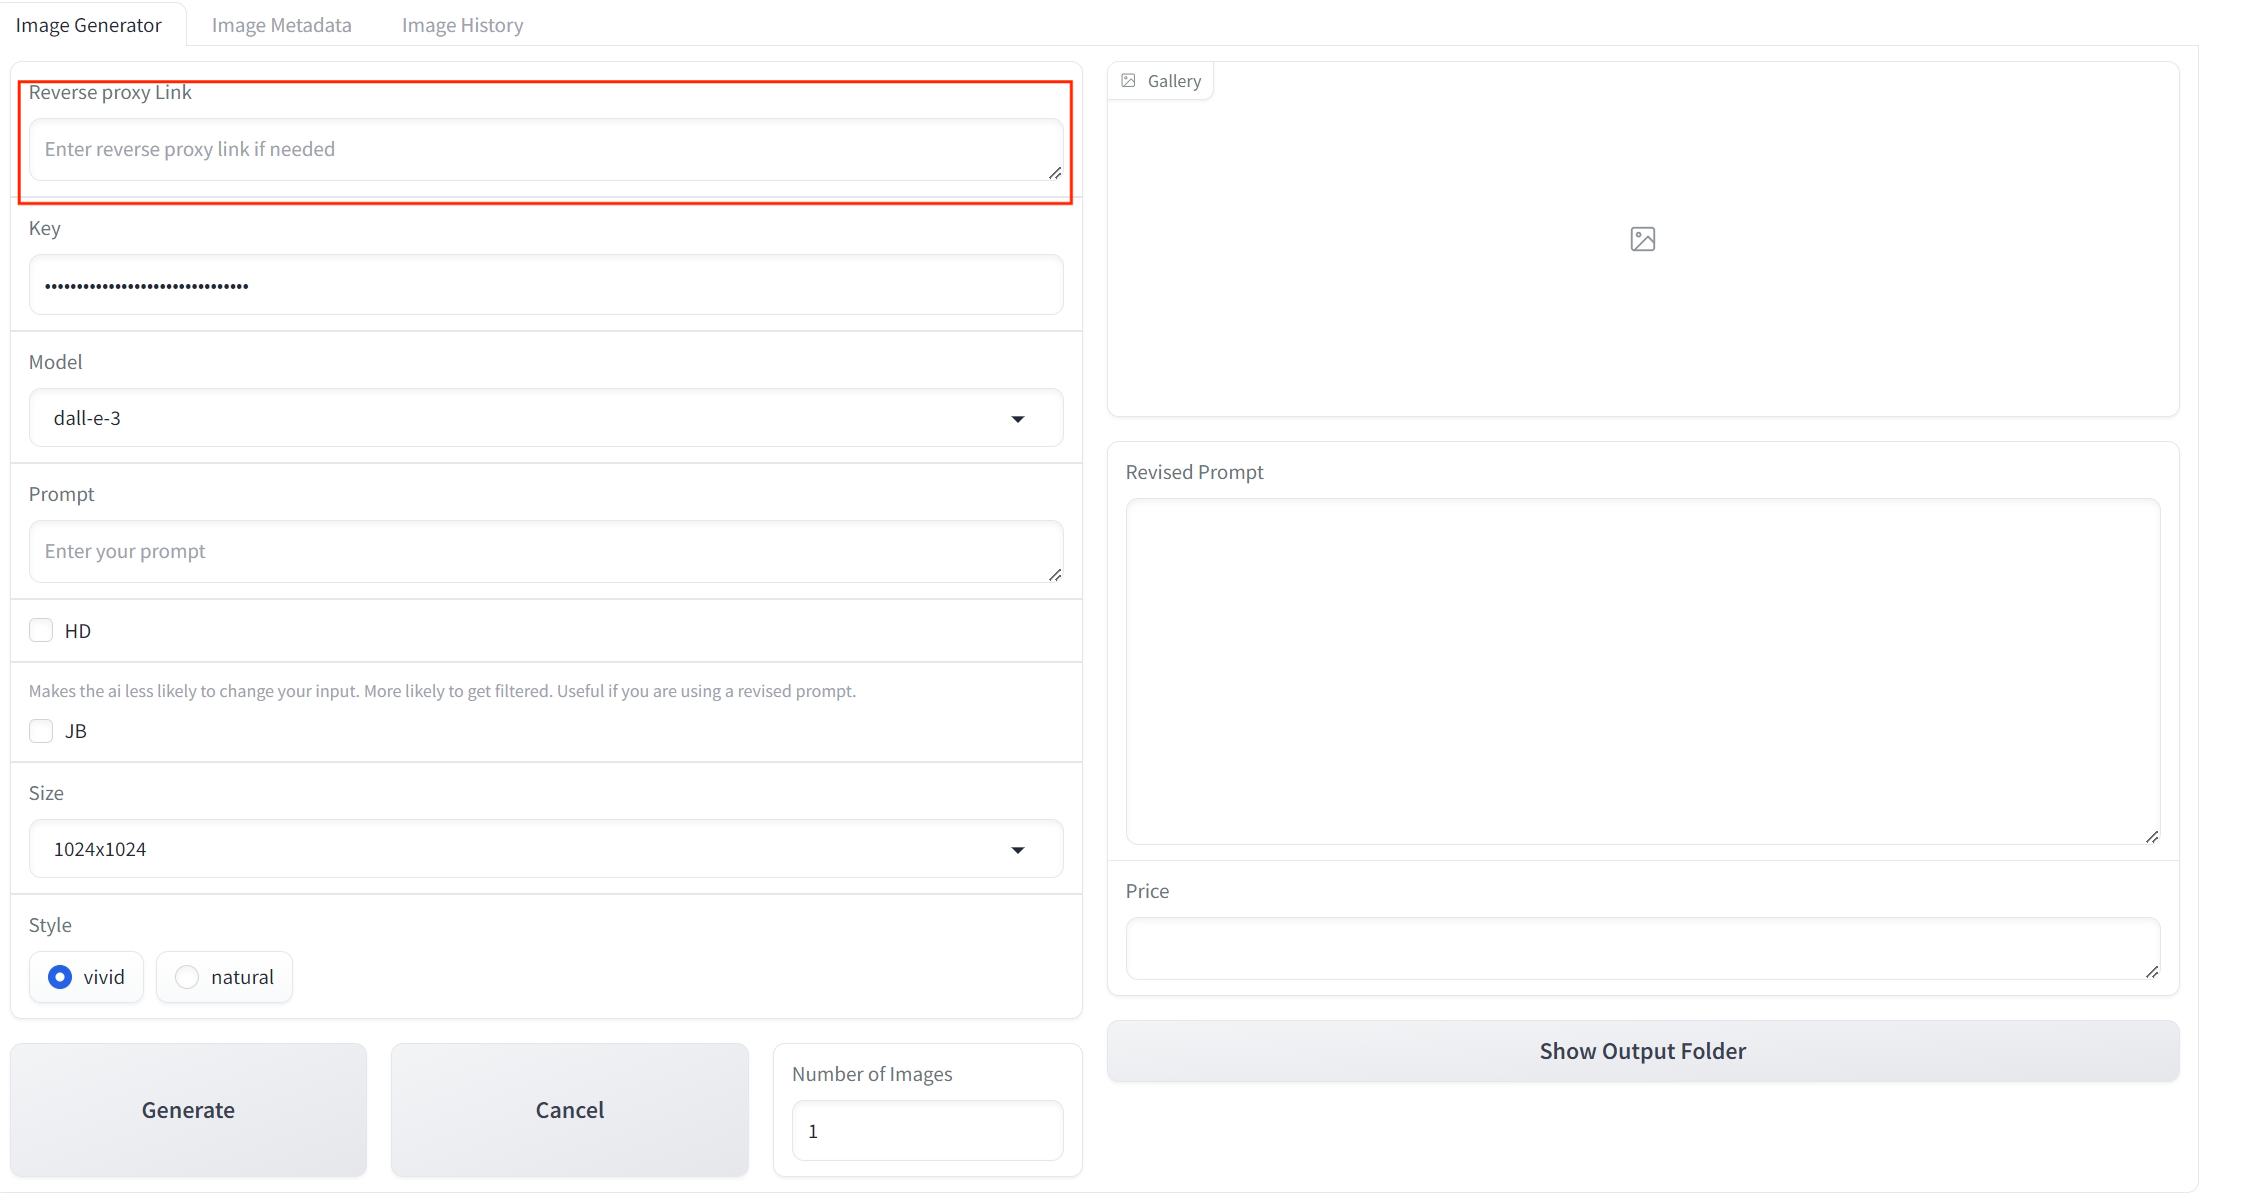 Image Generator
Image Metadata
Image History
Reverse proxy Link
Enter reverse proxy link if needed
Key
••••••••••••••••••••••••••••••••
Model
dall-e-3
Prompt
Enter your prompt
HD
Makes the ai less likely to change your input. More likely to get filtered. Useful if you are using a revised prompt.
JB
Size
1024x1024
Style
vivid
natural
Generate
Cancel
Number of Images
1
Gallery
Revised Prompt
Price
Show Output Folder